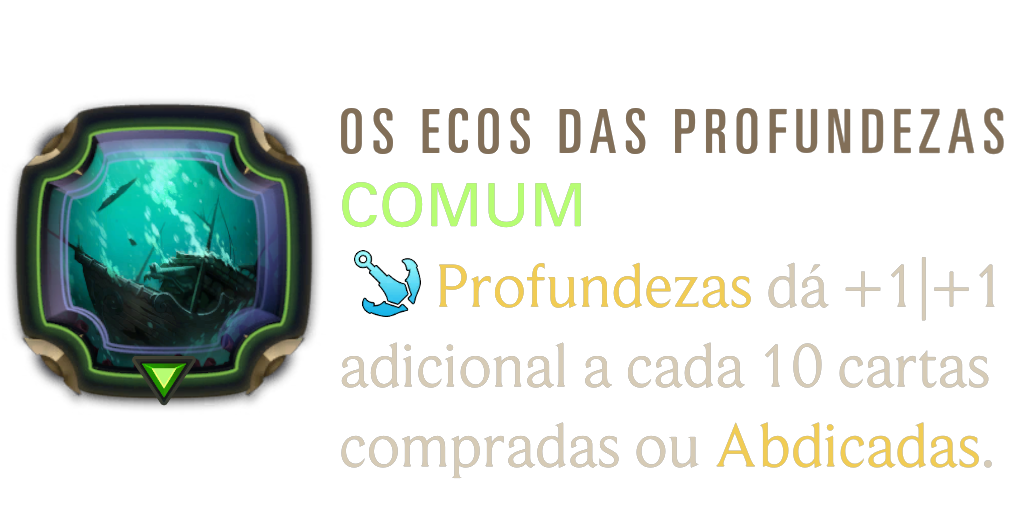 OS ECOS DAS PROFUNDEZAS
COMUM
Profundezas dá +1|+1
adicional a cada 10 cartas
compradas ou Abdicadas.